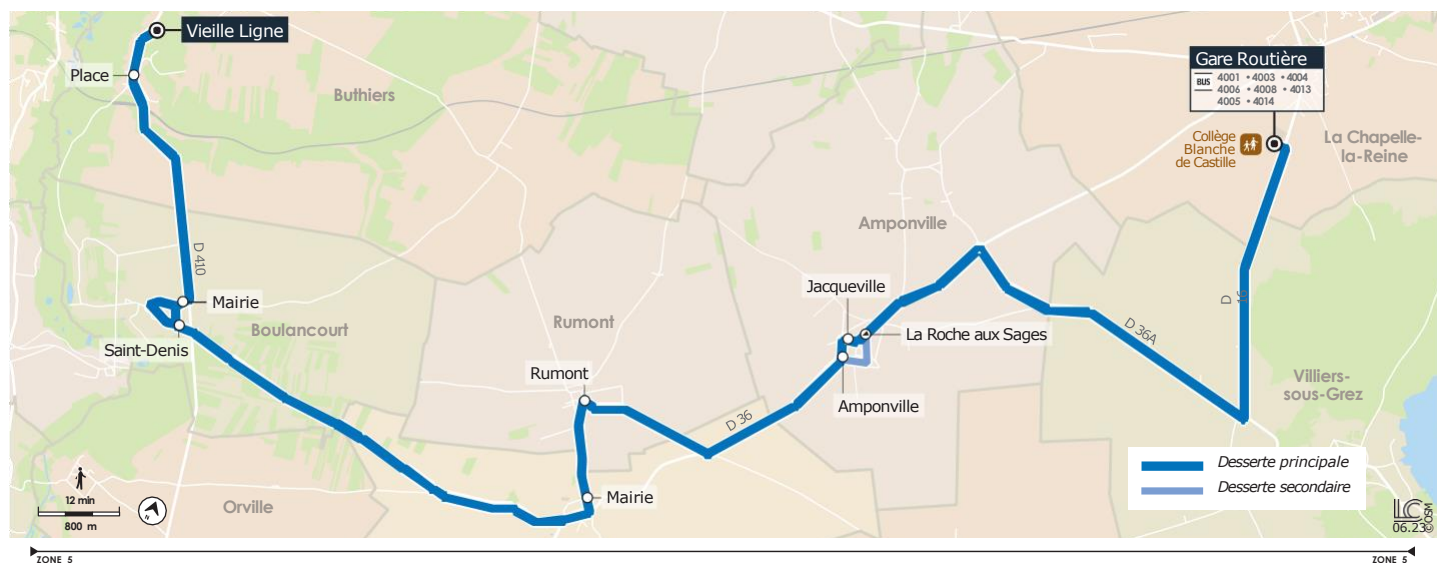 Vieille Ligne
Place
Buthiers
Gare Routière
BUS 4001 • 4003 • 4004
4006 • 4008 • 4013
4005 • 4014
Collège
Blanche
de Castille
La Chapelle-
la-Reine
Amponville
D 410
Mairie
Boulancourt
Saint-Denis
Rumont
Jacqueville
La Roche aux Sages
D 46
D 36A
Rumont
Amponville
Villiers-
sous-Grez
D 36
Mairie
Orville
12 min
800 m
N
Desserte principale
Desserte secondaire
LC
06.23
©OSM
ZONE 5
ZONE 5